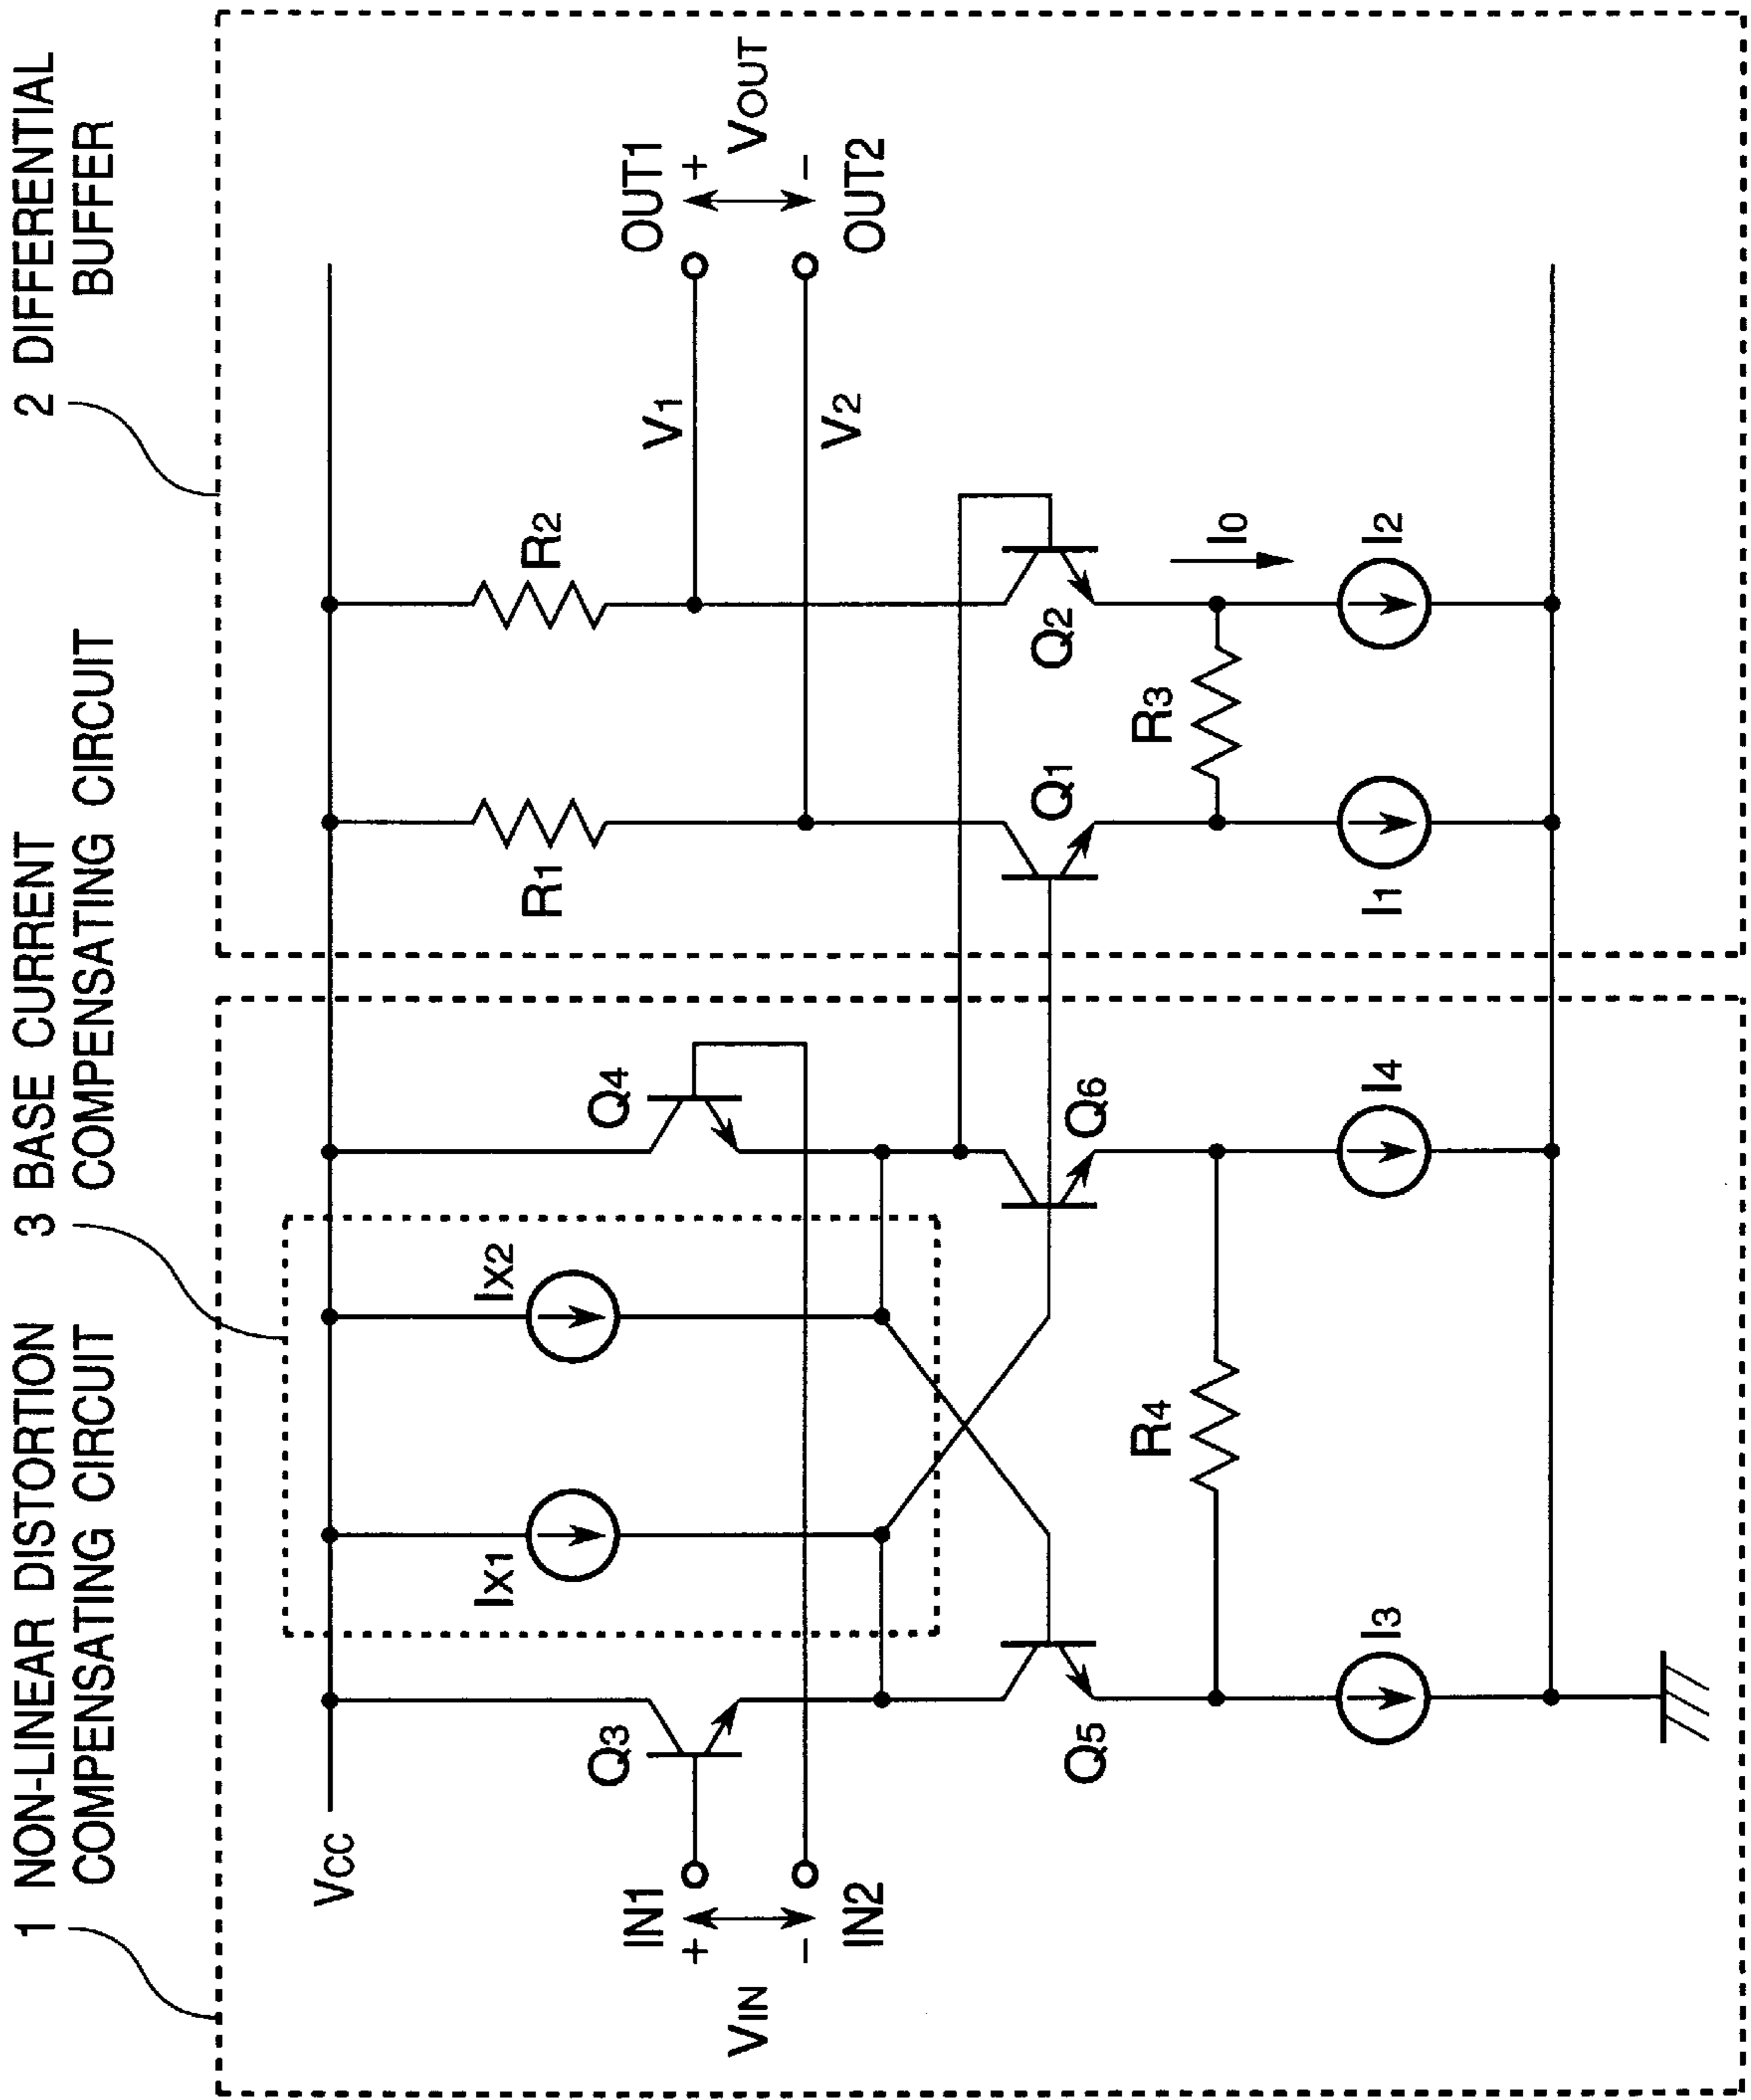 1 NON-LINEAR DISTORTION
COMPENSATING CIRCUIT
3 BASE CURRENT
COMPENSATING CIRCUIT
2 DIFFERENTIAL
BUFFER
VCC
IX1
IX2
R1
R2
Q3
Q4
IN1
+
VIN
−
IN2
V1
V2
OUT1
+
VOUT
−
OUT2
Q5
Q6
Q1
Q2
R4
R3
I0
I3
I4
I1
I2